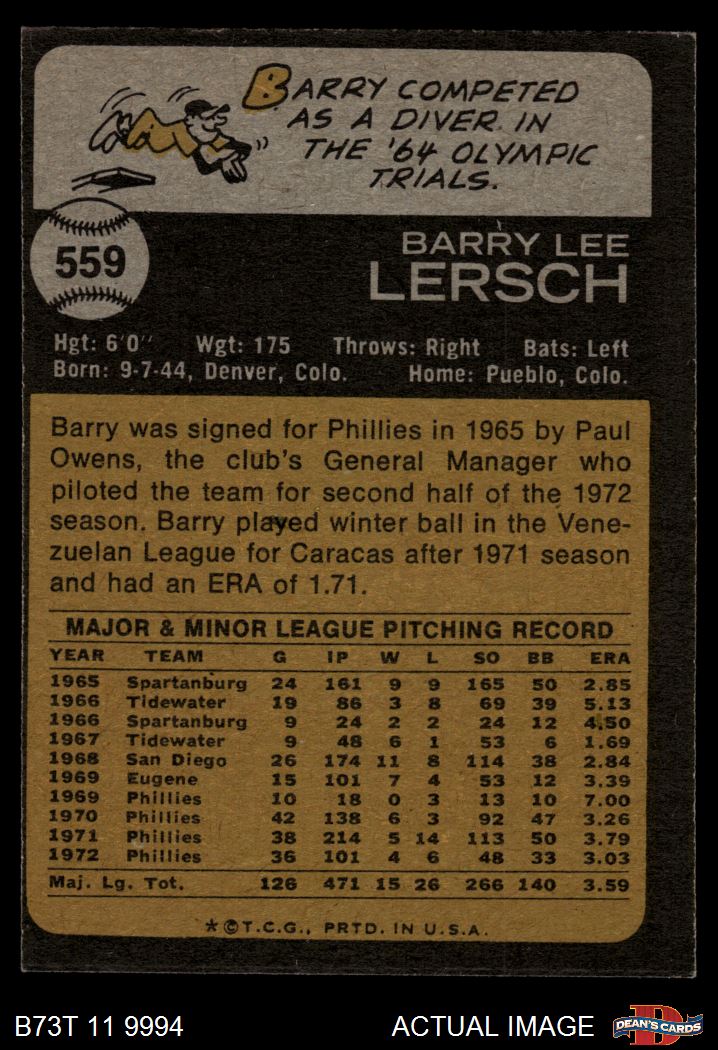 BARRY COMPETED
AS A DIVER IN
THE '64 OLYMPIC
TRIALS.
559
BARRY LEE
LERSCH
Hgt: 6'0" Wgt: 175 Throws: Right Bats: Left
Born: 9-7-44, Denver, Colo. Home: Pueblo, Colo.
Barry was signed for Phillies in 1965 by Paul
Owens, the club's General Manager who
piloted the team for second half of the 1972
season. Barry played winter ball in the Vene-
zuelan League for Caracas after 1971 season
and had an ERA of 1.71.
MAJOR & MINOR LEAGUE PITCHING RECORD
YEAR TEAM G IP W L SO BB ERA
1965 Spartanburg 24 161 9 9 165 50 2.85
1966 Tidewater 19 86 3 8 69 39 5.13
1966 Spartanburg 9 24 2 2 24 12 4.50
1967 Tidewater 9 48 6 1 53 6 1.69
1968 San Diego 26 174 11 8 114 38 2.84
1969 Eugene 15 101 7 4 53 12 3.39
1969 Phillies 10 18 0 3 13 10 7.00
1970 Phillies 42 138 6 3 92 47 3.26
1971 Phillies 38 214 5 14 113 50 3.79
1972 Phillies 36 101 4 6 48 33 3.03
Maj. Lg. Tot. 126 471 15 26 266 140 3.59
*©T.C.G., PRTD. IN U.S.A.
B73T 11 9994 ACTUAL IMAGE DEAN'S CARDS